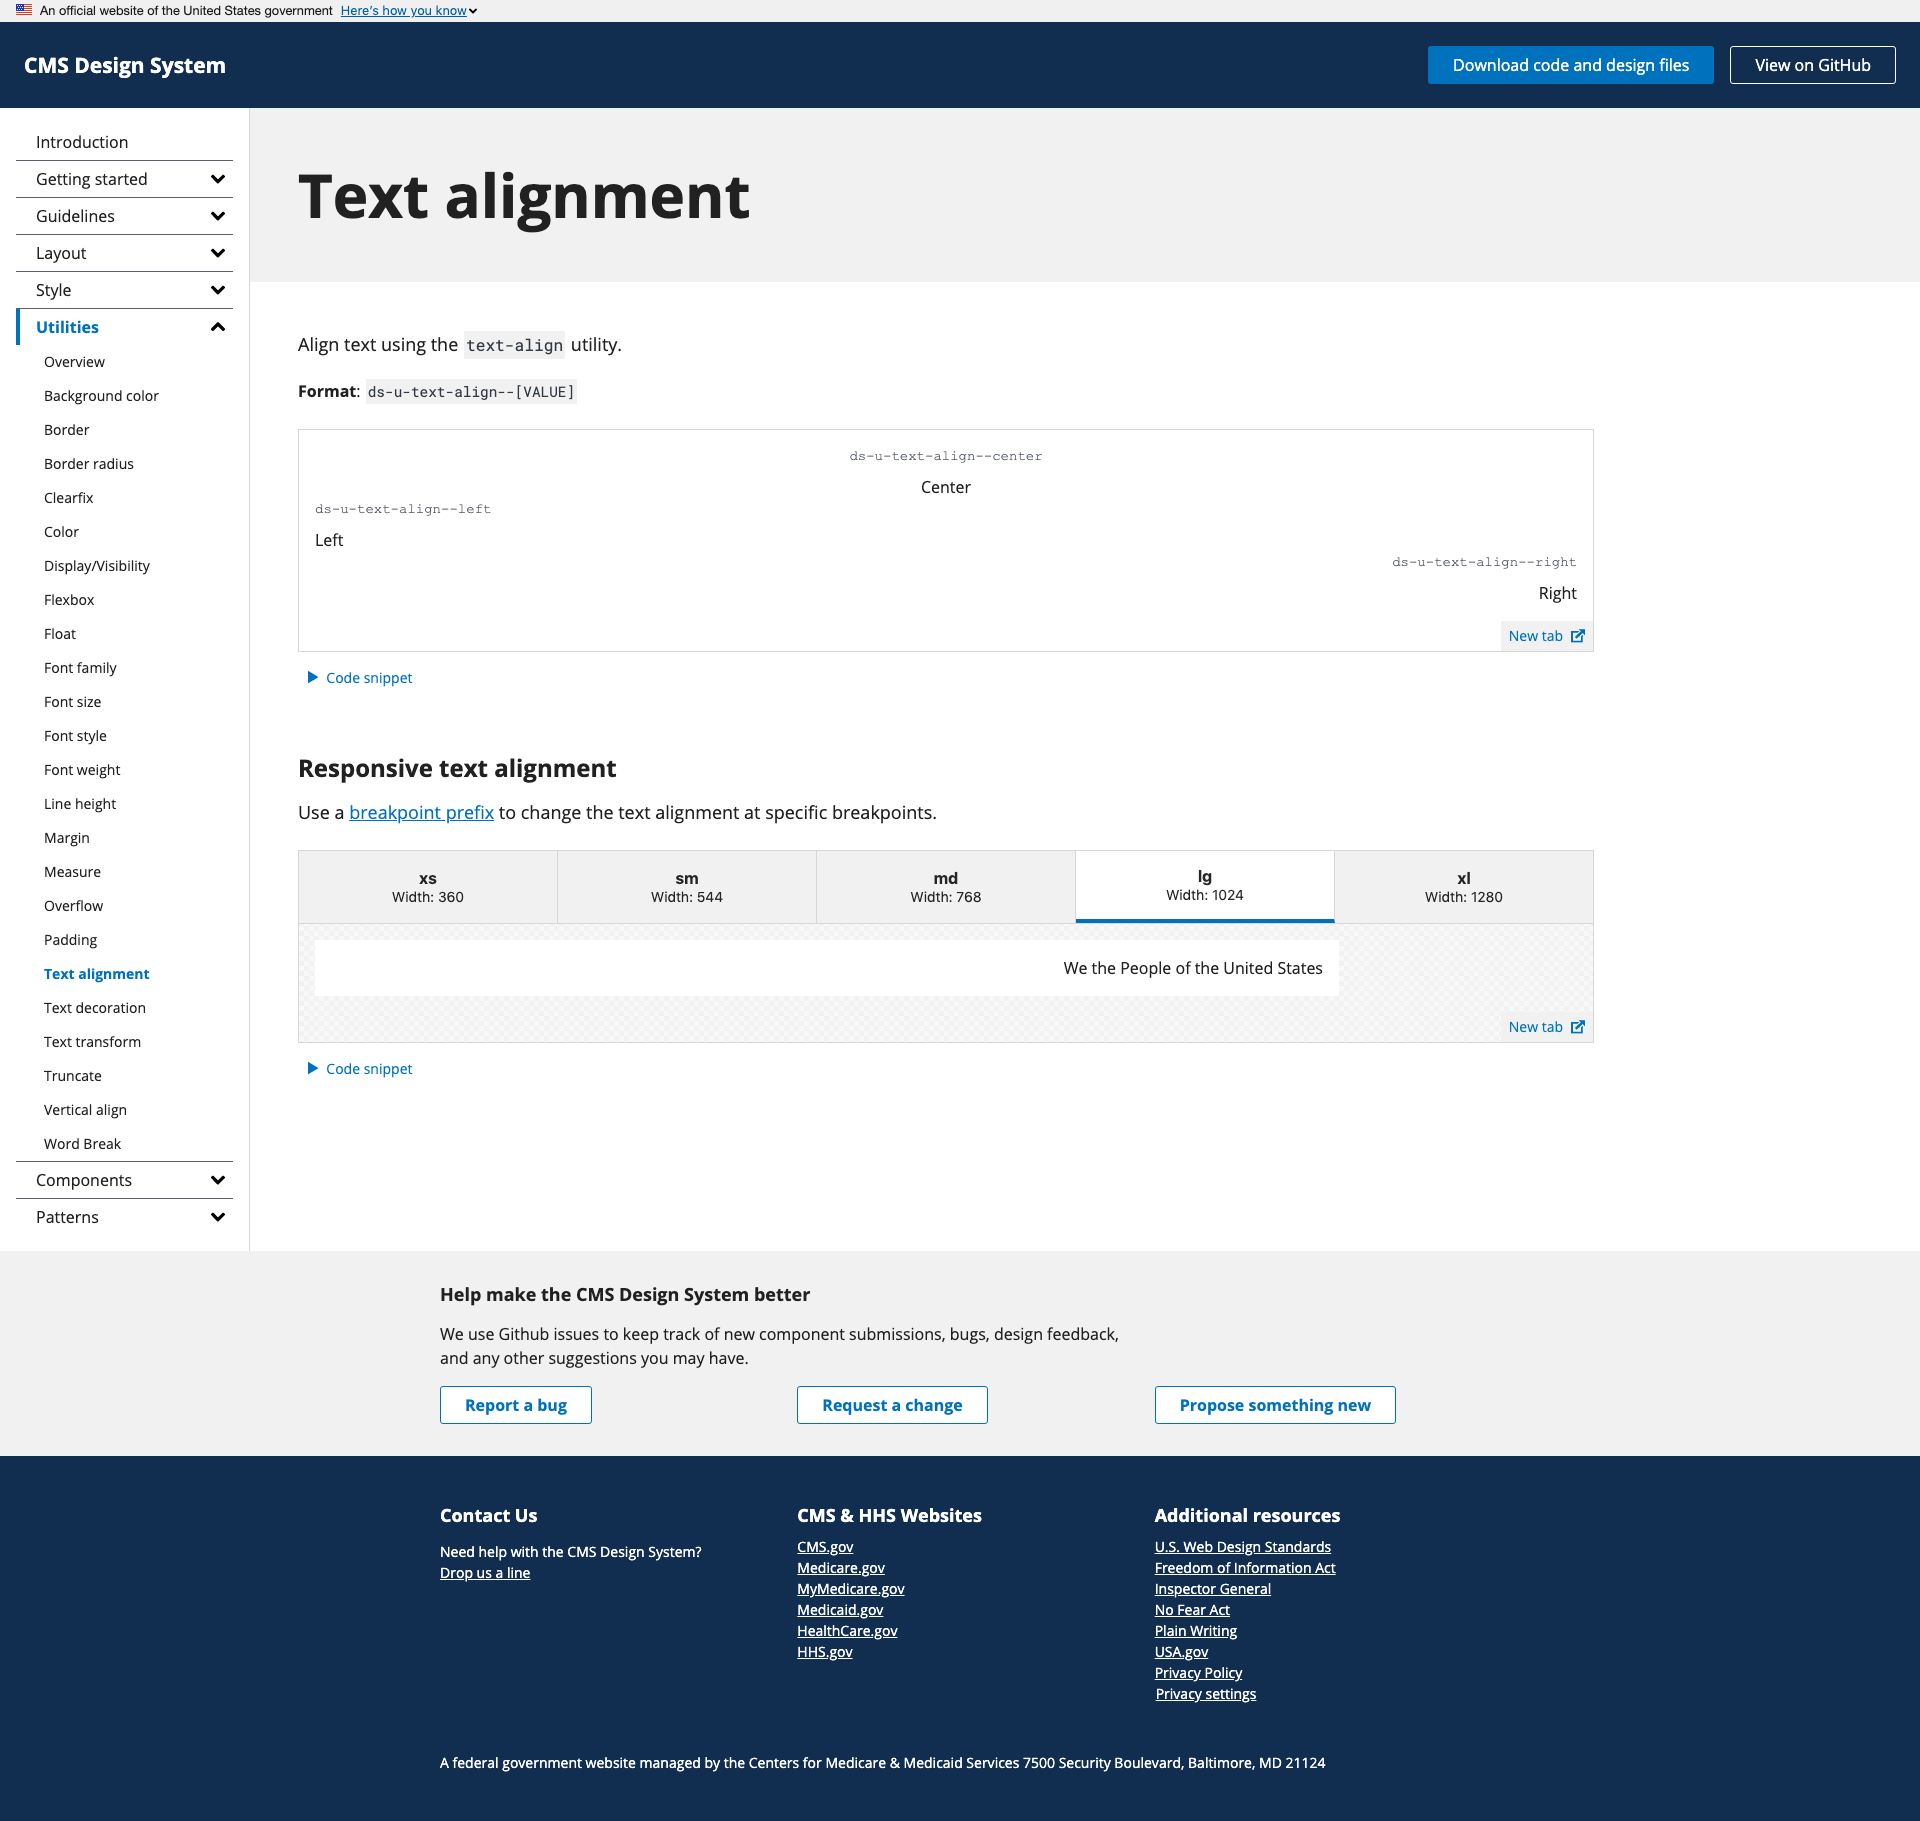 An official website of the United States government Here's how you know
CMS Design System
Download code and design files
View on GitHub
Introduction
Getting started
Guidelines
Layout
Style
Utilities
Overview
Background color
Border
Border radius
Clearfix
Color
Display/Visibility
Flexbox
Float
Font family
Font size
Font style
Font weight
Line height
Margin
Measure
Overflow
Padding
Text alignment
Text decoration
Text transform
Truncate
Vertical align
Word Break
Components
Patterns
Text alignment
Align text using the text-align utility.
Format: ds-u-text-align--[VALUE]
ds-u-text-align--center
Center
ds-u-text-align--left
Left
ds-u-text-align--right
Right
New tab
Code snippet
Responsive text alignment
Use a breakpoint prefix to change the text alignment at specific breakpoints.
xs
Width: 360
sm
Width: 544
md
Width: 768
lg
Width: 1024
xl
Width: 1280
We the People of the United States
New tab
Code snippet
Help make the CMS Design System better
We use Github issues to keep track of new component submissions, bugs, design feedback,
and any other suggestions you may have.
Report a bug
Request a change
Propose something new
Contact Us
Need help with the CMS Design System?
Drop us a line
CMS & HHS Websites
CMS.gov
Medicare.gov
MyMedicare.gov
Medicaid.gov
HealthCare.gov
HHS.gov
Additional resources
U.S. Web Design Standards
Freedom of Information Act
Inspector General
No Fear Act
Plain Writing
USA.gov
Privacy Policy
Privacy settings
A federal government website managed by the Centers for Medicare & Medicaid Services 7500 Security Boulevard, Baltimore, MD 21124